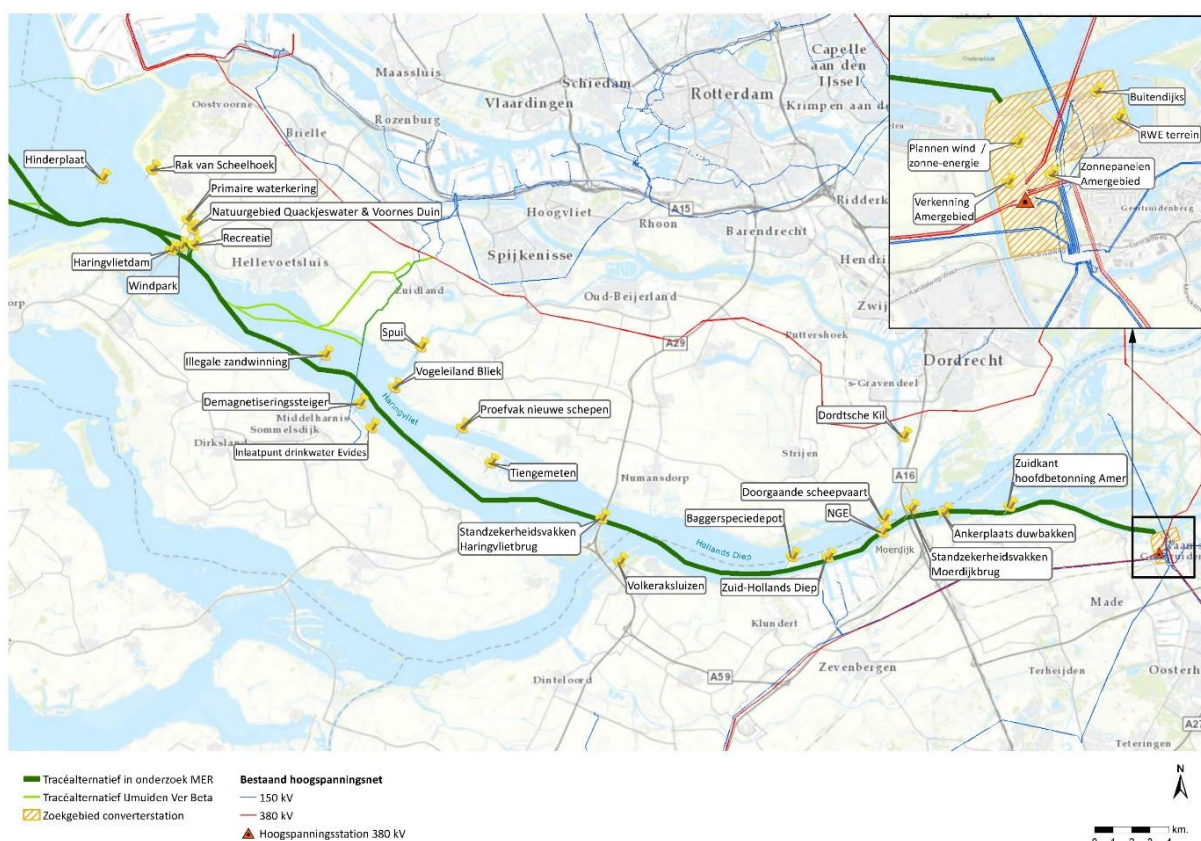 Maassluis
Schiedam
Capelle
aan den
IJssel
Rotterdam
Vlaardingen
Krimpen aan de
Oostvoorne
Rozenburg
Brielle
Hoogvliet
Rhoon
A15
Ridderk
Barendrecht
Hendri
Spijkenisse
Hellevoetsluis
Zuidland
Oud-Beijerland
Zwij
Puttershoek
A29
Dordrecht
s-Gravendeel
Hinderplaat
Rak van Scheelhoek
Primaire waterkering
Natuurgebied Quackjeswater & Voornes Duin
Recreatie
Haringvlietdam
Windpark
orp
Spui
Illegale zandwinning
Vogeleiland Bliek
Demagnetiseringssteiger
Haringvliet
Proefvak nieuwe schepen
Middelharnis
Sommelsdijk
Dirksland
Inlaatpunt drinkwater Evides
Tiengemeten
Dordtsche Kil
Strijen
Numansdorp
A16
Zuidkant
hoofdbetonning Amer
Doorgaande scheepvaart
NGE
Standzekerheidsvakken
Haringvlietbrug
Baggerspeciedepot
Hollands Diep
Moerdijk
Ankerplaats duwbakken
Standzekerheidsvakken
Moerdijkbrug
Volkeraksluizen
Zuid-Hollands Diep
Klundert
Made
Zevenbergen
Dinteloord
A59
Terheijden
Oosterh
A27
Teteringen
Buitendijks
RWE terrein
Plannen wind /
zonne-energie
Zonnepanelen
Amergebied
Verkenning
Amergebied
Geertruidenberg
Tracéalternatief in onderzoek MER
Tracéalternatief IJmuiden Ver Beta
Zoekgebied converterstation
Bestaand hoogspanningsnet
150 kV
380 kV
Hoogspanningsstation 380 kV
N
km.
0 1 2 3 4